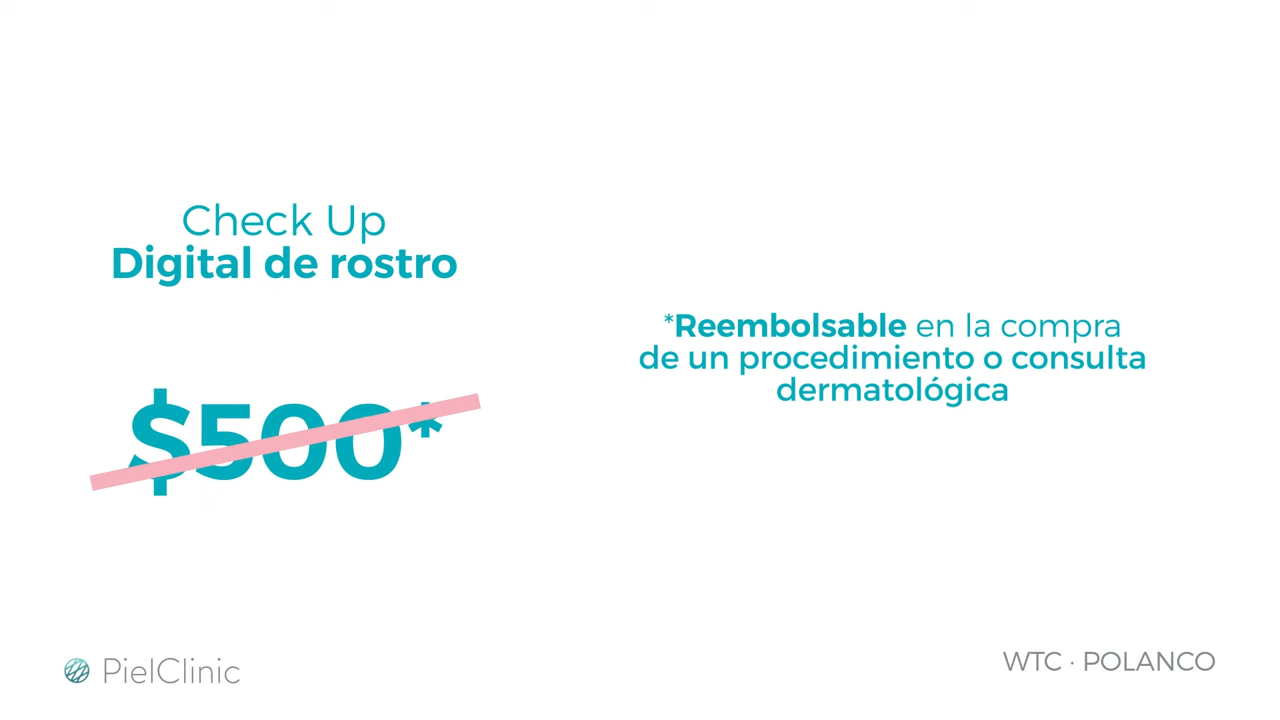 Check Up
Digital de rostro
$500*
*Reembolsable en la compra
de un procedimiento o consulta
dermatológica
PielClinic
WTC · POLANCO